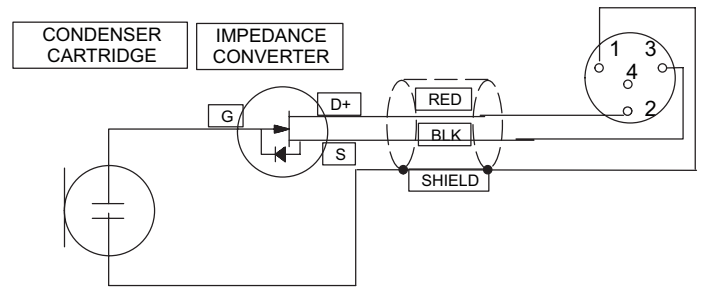 CONDENSER
CARTRIDGE
IMPEDANCE
CONVERTER
1 3
4
2
G
D+
RED
BLK
S
SHIELD